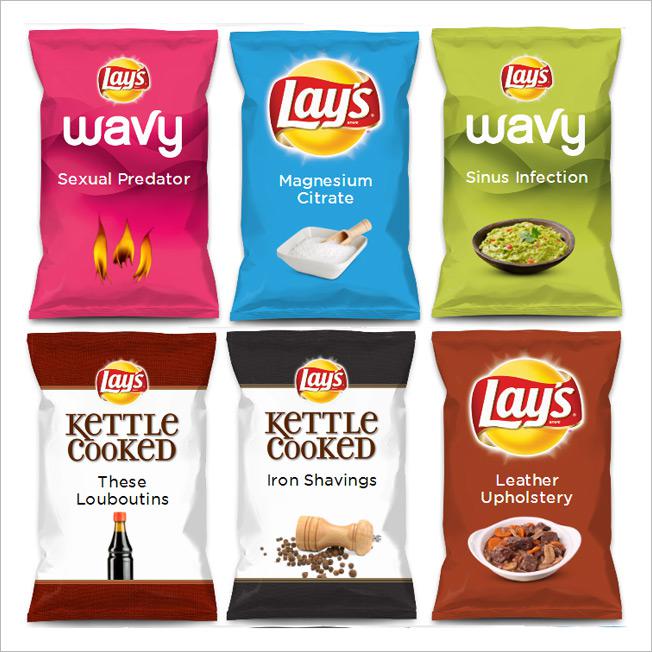 Lay's
wavy
Sexual Predator
Lay's
Magnesium
Citrate
Lay's
wavy
Sinus Infection
Lay's
KETTLE
COOKED
These
Louboutins
Lay's
KETTLE
COOKED
Iron Shavings
Lay's
Leather
Upholstery